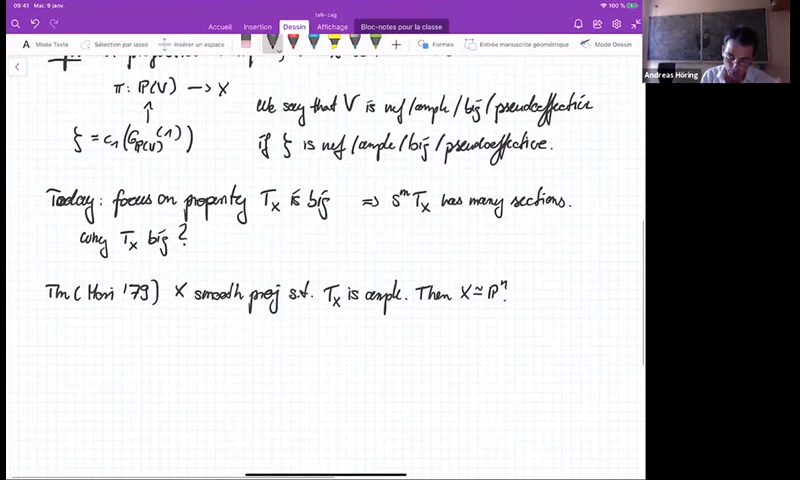 09:41 Mar. 9 janv.
talk-zag
100 %
Accueil Insertion Dessin Affichage Bloc-notes pour la classe
A Mode Texte Sélection par lasso Insérer un espace Formes Entrée manuscrite géométrique Mode Dessin
Andreas Höring
π: P(V) → X
We say that V is nef/ample/big/pseudoeffective
ξ = c₁(O_{P(V)}(1))
if ξ is nef/ample/big/pseudoeffective.
Today: focus on property T_X is big ⇒ S^m T_X has many sections.
Why T_X big?
Thm (Mori '79) X smooth proj s.t. T_X is ample. Then X ≃ ℙⁿ.